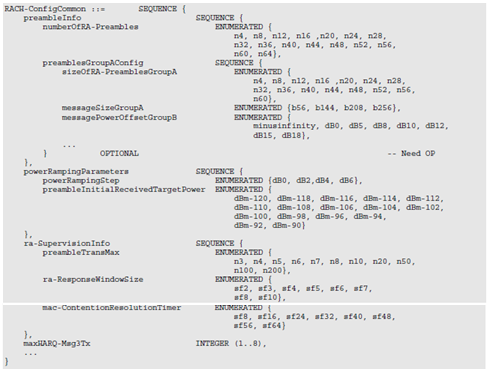 RACH-ConfigCommon ::= SEQUENCE {
preambleInfo SEQUENCE {
numberOfRA-Preambles ENUMERATED {
n4, n8, n12, n16 ,n20, n24, n28,
n32, n36, n40, n44, n48, n52, n56,
n60, n64},
preamblesGroupAConfig SEQUENCE {
sizeOfRA-PreamblesGroupA ENUMERATED {
n4, n8, n12, n16 ,n20, n24, n28,
n32, n36, n40, n44, n48, n52, n56,
n60},
messageSizeGroupA ENUMERATED {b56, b144, b208, b256},
messagePowerOffsetGroupB ENUMERATED {
minusinfinity, dB0, dB5, dB8, dB10, dB12,
dB15, dB18},
...
} OPTIONAL -- Need OP
},
powerRampingParameters SEQUENCE {
powerRampingStep ENUMERATED {dB0, dB2,dB4, dB6},
preambleInitialReceivedTargetPower ENUMERATED {
dBm-120, dBm-118, dBm-116, dBm-114, dBm-112,
dBm-110, dBm-108, dBm-106, dBm-104, dBm-102,
dBm-100, dBm-98, dBm-96, dBm-94,
dBm-92, dBm-90}
},
ra-SupervisionInfo SEQUENCE {
preambleTransMax ENUMERATED {
n3, n4, n5, n6, n7, n8, n10, n20, n50,
n100, n200},
ra-ResponseWindowSize ENUMERATED {
sf2, sf3, sf4, sf5, sf6, sf7,
sf8, sf10},
mac-ContentionResolutionTimer ENUMERATED {
sf8, sf16, sf24, sf32, sf40, sf48,
sf56, sf64}
},
maxHARQ-Msg3Tx INTEGER (1..8),
...
}